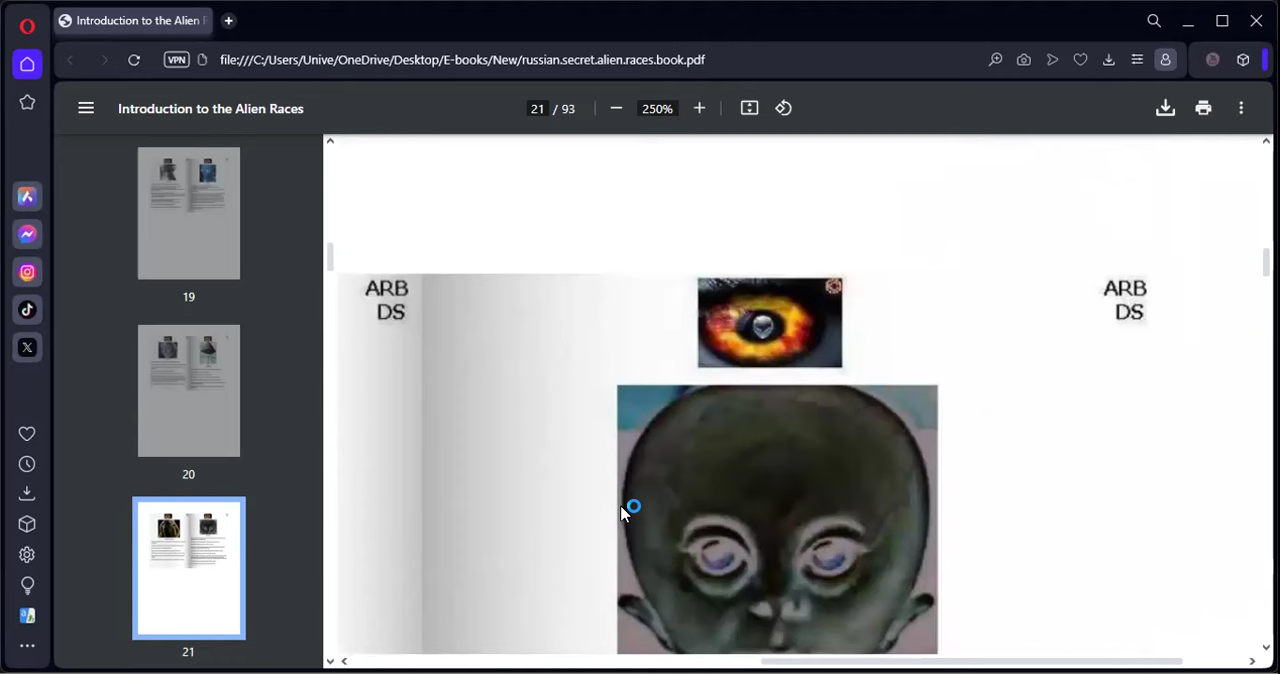 Introduction to the Alien R
VPN
file:///C:/Users/Unive/OneDrive/Desktop/E-books/New/russian.secret.alien.races.book.pdf
Introduction to the Alien Races
21 / 93
250%
19
20
21
ARB
DS
ARB
DS